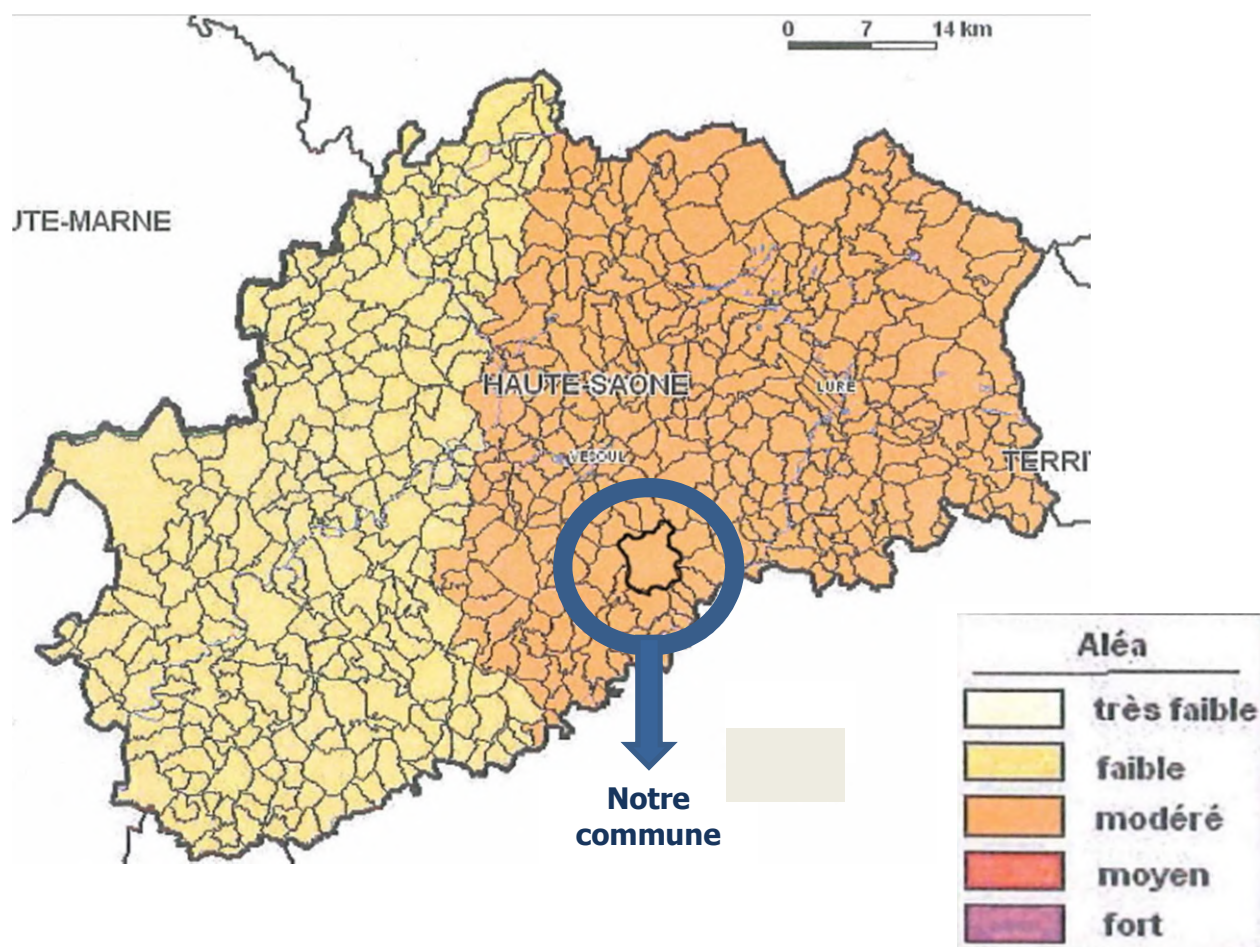 0 7 14 km
UTE-MARNE
HAUTE-SAONE
LURE
VESOUL
TERRI
Notre
commune
Aléa
très faible
faible
modéré
moyen
fort